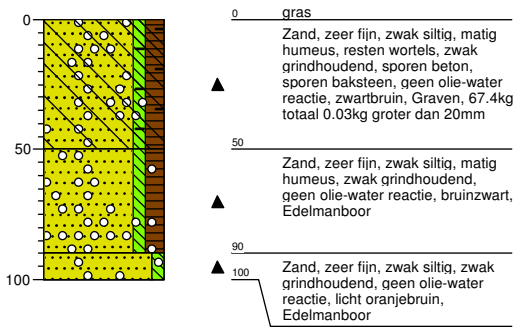 0
50
100
0
gras
Zand, zeer fijn, zwak siltig, matig
humeus, resten wortels, zwak
grindhoudend, sporen beton,
sporen baksteen, geen olie-water
reactie, zwartbruin, Graven, 67.4kg
totaal 0.03kg groter dan 20mm
50
Zand, zeer fijn, zwak siltig, matig
humeus, zwak grindhoudend,
geen olie-water reactie, bruinzwart,
Edelmanboor
90
100
Zand, zeer fijn, zwak siltig, zwak
grindhoudend, geen olie-water
reactie, licht oranjebruin,
Edelmanboor